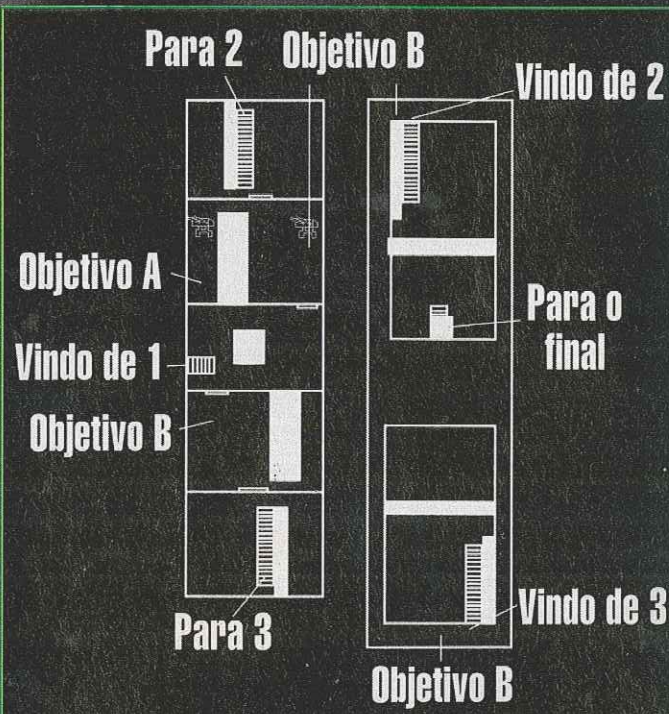 Para 2
Objetivo B
Vindo de 2
Objetivo A
Para o
final
Vindo de 1
Objetivo B
Vindo de 3
Para 3
Objetivo B